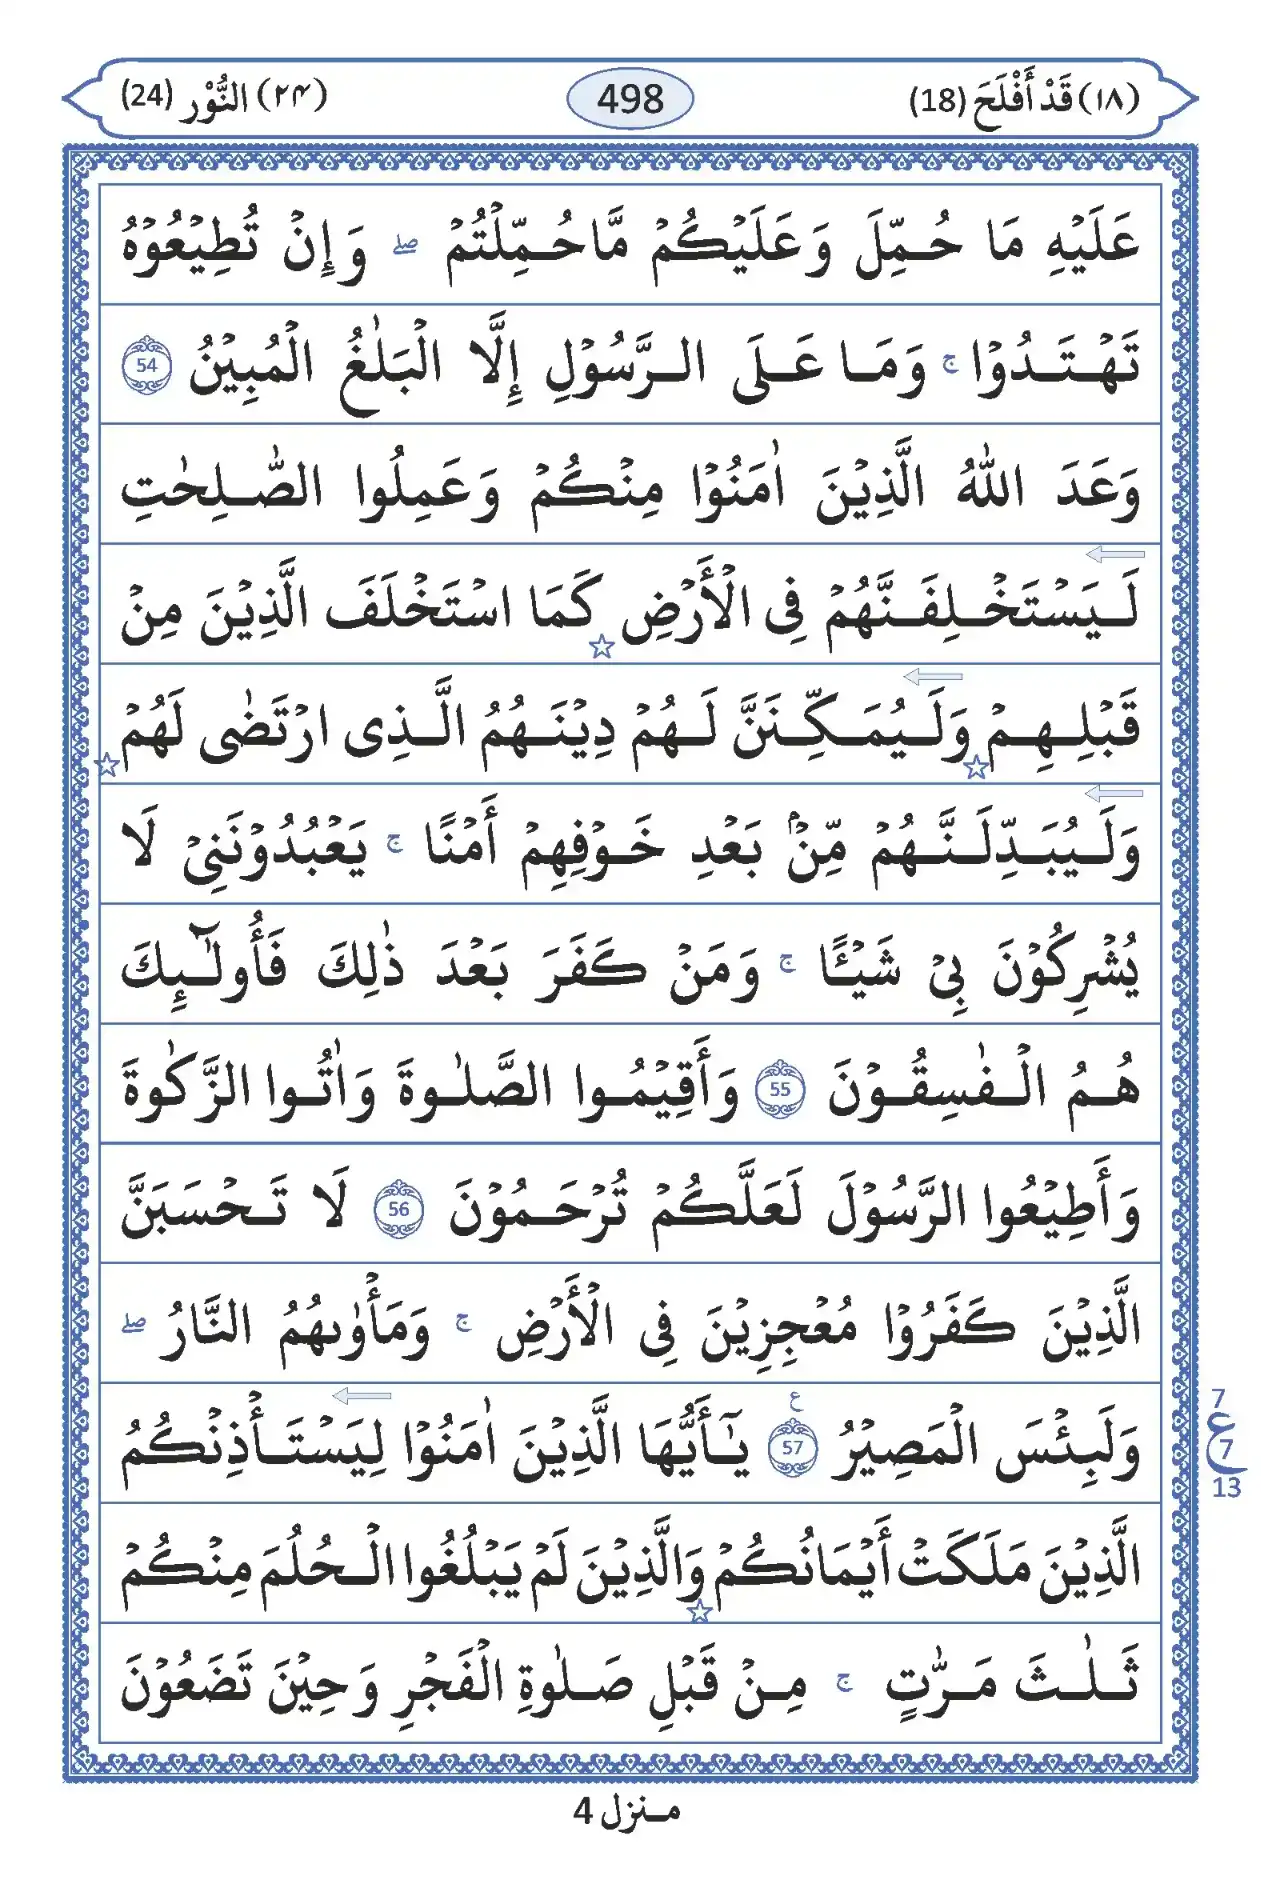 (١٨) قَدْ أَفْلَحَ (18)
498
(٢٤) النُّوْر (24)
عَلَيْهِ مَا حُمِّلَ وَعَلَيْكُمْ مَّا حُمِّلْتُمْ ۖ وَإِنْ تُطِيْعُوْهُ
تَهْتَدُوْا ۚ وَمَا عَلَى الرَّسُوْلِ إِلَّا الْبَلٰغُ الْمُبِيْنُ 54
وَعَدَ اللّٰهُ الَّذِيْنَ اٰمَنُوْا مِنْكُمْ وَعَمِلُوا الصّٰلِحٰتِ
لَيَسْتَخْلِفَنَّهُمْ فِى الْأَرْضِ ☆ كَمَا اسْتَخْلَفَ الَّذِيْنَ مِنْ
قَبْلِهِمْ ☆ وَلَيُمَكِّنَنَّ لَهُمْ دِيْنَهُمُ الَّذِى ارْتَضٰى لَهُمْ ☆
وَلَيُبَدِّلَنَّهُمْ مِّنْۢ بَعْدِ خَوْفِهِمْ أَمْنًا ۚ يَعْبُدُوْنَنِىْ لَا
يُشْرِكُوْنَ بِىْ شَيْـًٔا ۚ وَمَنْ كَفَرَ بَعْدَ ذٰلِكَ فَأُولٰٓئِكَ
هُمُ الْفٰسِقُوْنَ 55 وَأَقِيْمُوا الصَّلٰوةَ وَاٰتُوا الزَّكٰوةَ
وَأَطِيْعُوا الرَّسُوْلَ لَعَلَّكُمْ تُرْحَمُوْنَ 56 لَا تَحْسَبَنَّ
الَّذِيْنَ كَفَرُوْا مُعْجِزِيْنَ فِى الْأَرْضِ ۚ وَمَأْوٰىهُمُ النَّارُ ۖ
وَلَبِئْسَ الْمَصِيْرُ 57 ع يٰٓأَيُّهَا الَّذِيْنَ اٰمَنُوْا لِيَسْتَأْذِنْكُمُ
7
ع 7
13
الَّذِيْنَ مَلَكَتْ أَيْمَانُكُمْ ☆ وَالَّذِيْنَ لَمْ يَبْلُغُوا الْحُلُمَ مِنْكُمْ
ثَلٰثَ مَرّٰتٍ ۚ مِنْ قَبْلِ صَلٰوةِ الْفَجْرِ وَحِيْنَ تَضَعُوْنَ
منزل 4